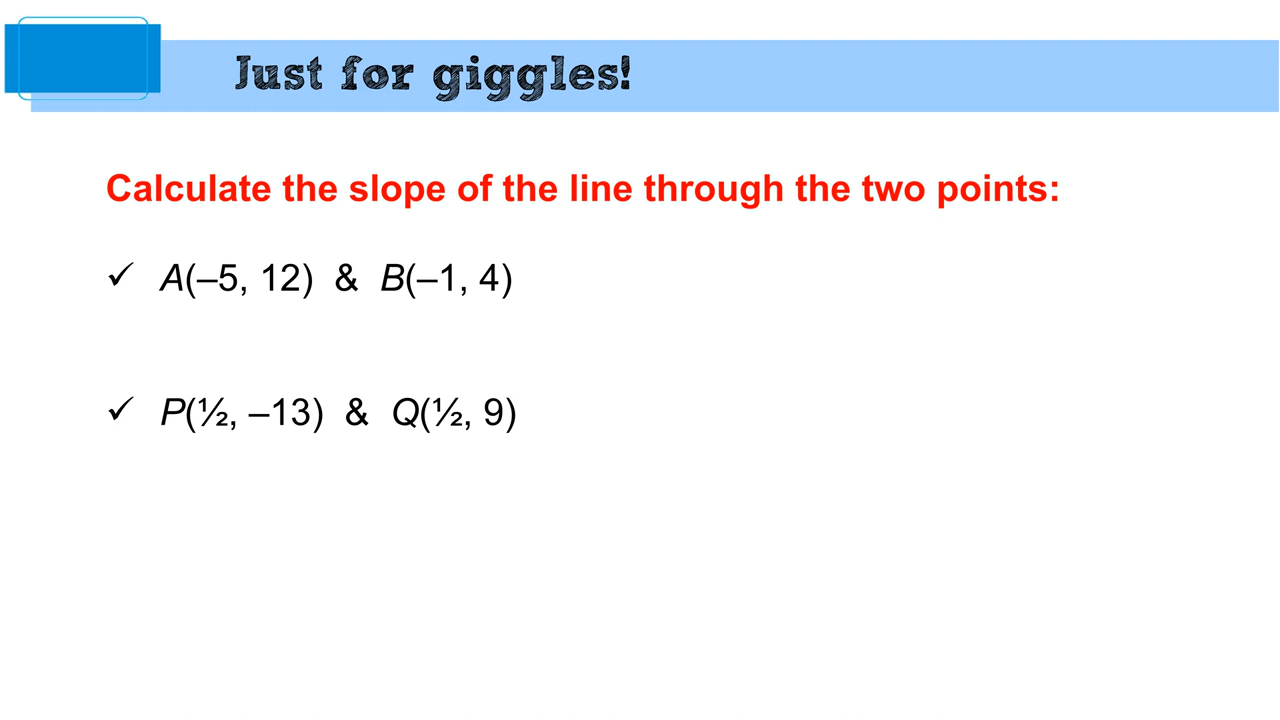 Just for giggles!
Calculate the slope of the line through the two points:
✓ A(–5, 12) & B(–1, 4)
✓ P(½, –13) & Q(½, 9)